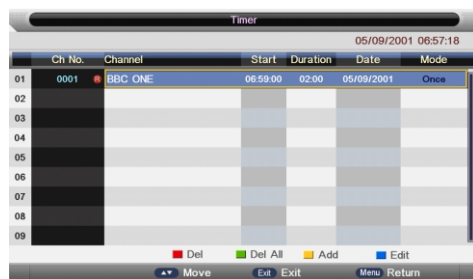 Timer
05/09/2001 06:57:18
Ch No. Channel Start Duration Date Mode
01 0001 R BBC ONE 06:59:00 02:00 05/09/2001 Once
02
03
04
05
06
07
08
09
Del Del All Add Edit
Move Exit Exit Menu Return